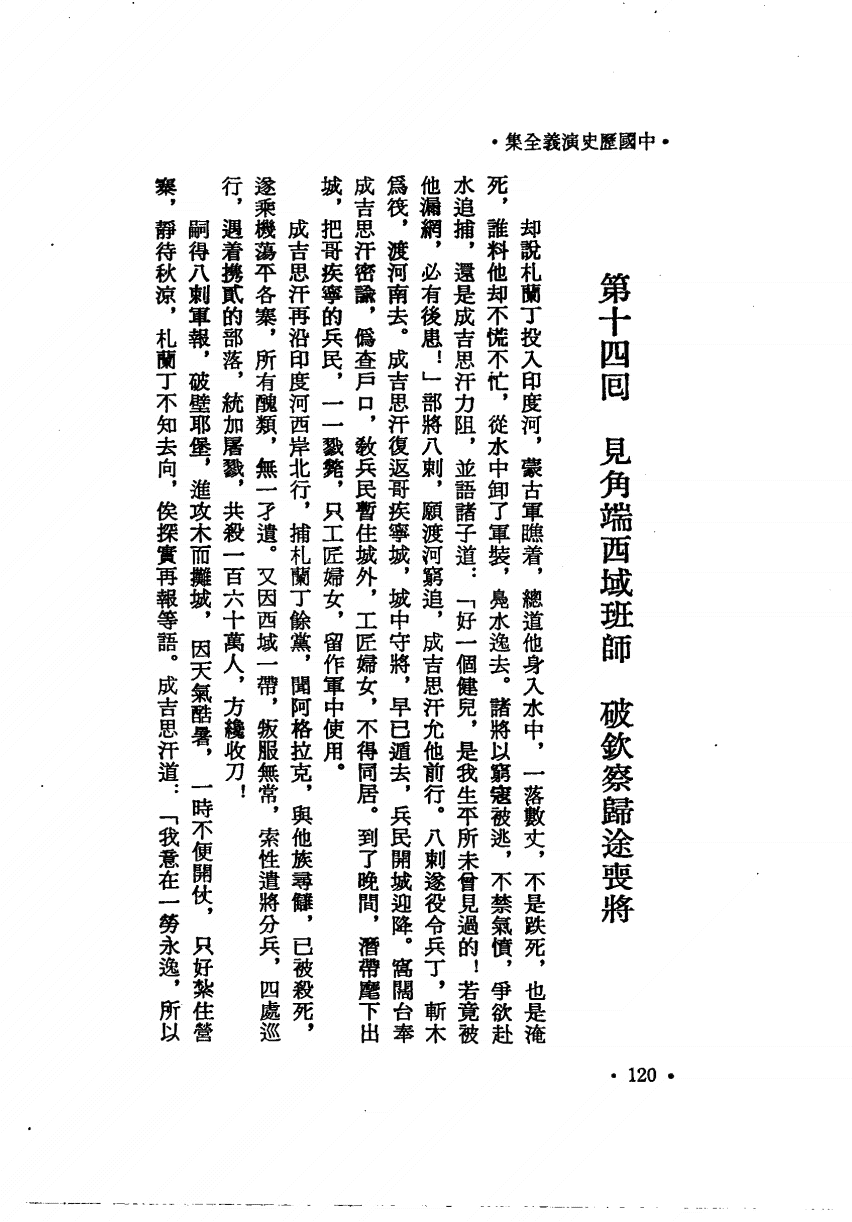 •中國歷史演義全集•
第十四回　見角端西域班師　破欽察歸途喪將
却說札蘭丁投入印度河，蒙古軍瞧着，總道他身入水中，一落數丈，不是跌死，也是淹
死，誰料他却不慌不忙，從水中卸了軍裝，鳧水逸去。諸將以窮寇被逃，不禁氣憤，爭欲赴
水追捕，還是成吉思汗力阻，並語諸子道：「好一個健兒，是我生平所未曾見過的！若竟被
他漏網，必有後患！」部將八剌，願渡河窮追，成吉思汗允他前行。八剌遂役令兵丁，斬木
爲筏，渡河南去。成吉思汗復返哥疾寧城，城中守將，早已遁去，兵民開城迎降。窩闊台奉
成吉思汗密諭，僞查戶口，敎兵民暫住城外，工匠婦女，不得同居。到了晚間，潛帶麾下出
城，把哥疾寧的兵民，一一戮斃，只工匠婦女，留作軍中使用。
成吉思汗再沿印度河西岸北行，捕札蘭丁餘黨，聞阿格拉克，與他族尋讎，已被殺死，
遂乘機蕩平各寨，所有醜類，無一孑遺。又因西域一帶，叛服無常，索性遣將分兵，四處巡
行，遇着攜貳的部落，統加屠戮，共殺一百六十萬人，方纔收刀！
嗣得八剌軍報，破壁耶堡，進攻木而攤城，因天氣酷暑，一時不便開仗，只好紮住營
寨，靜待秋涼，札蘭丁不知去向，俟探實再報等語。成吉思汗道：「我意在一勞永逸，所以
•120•